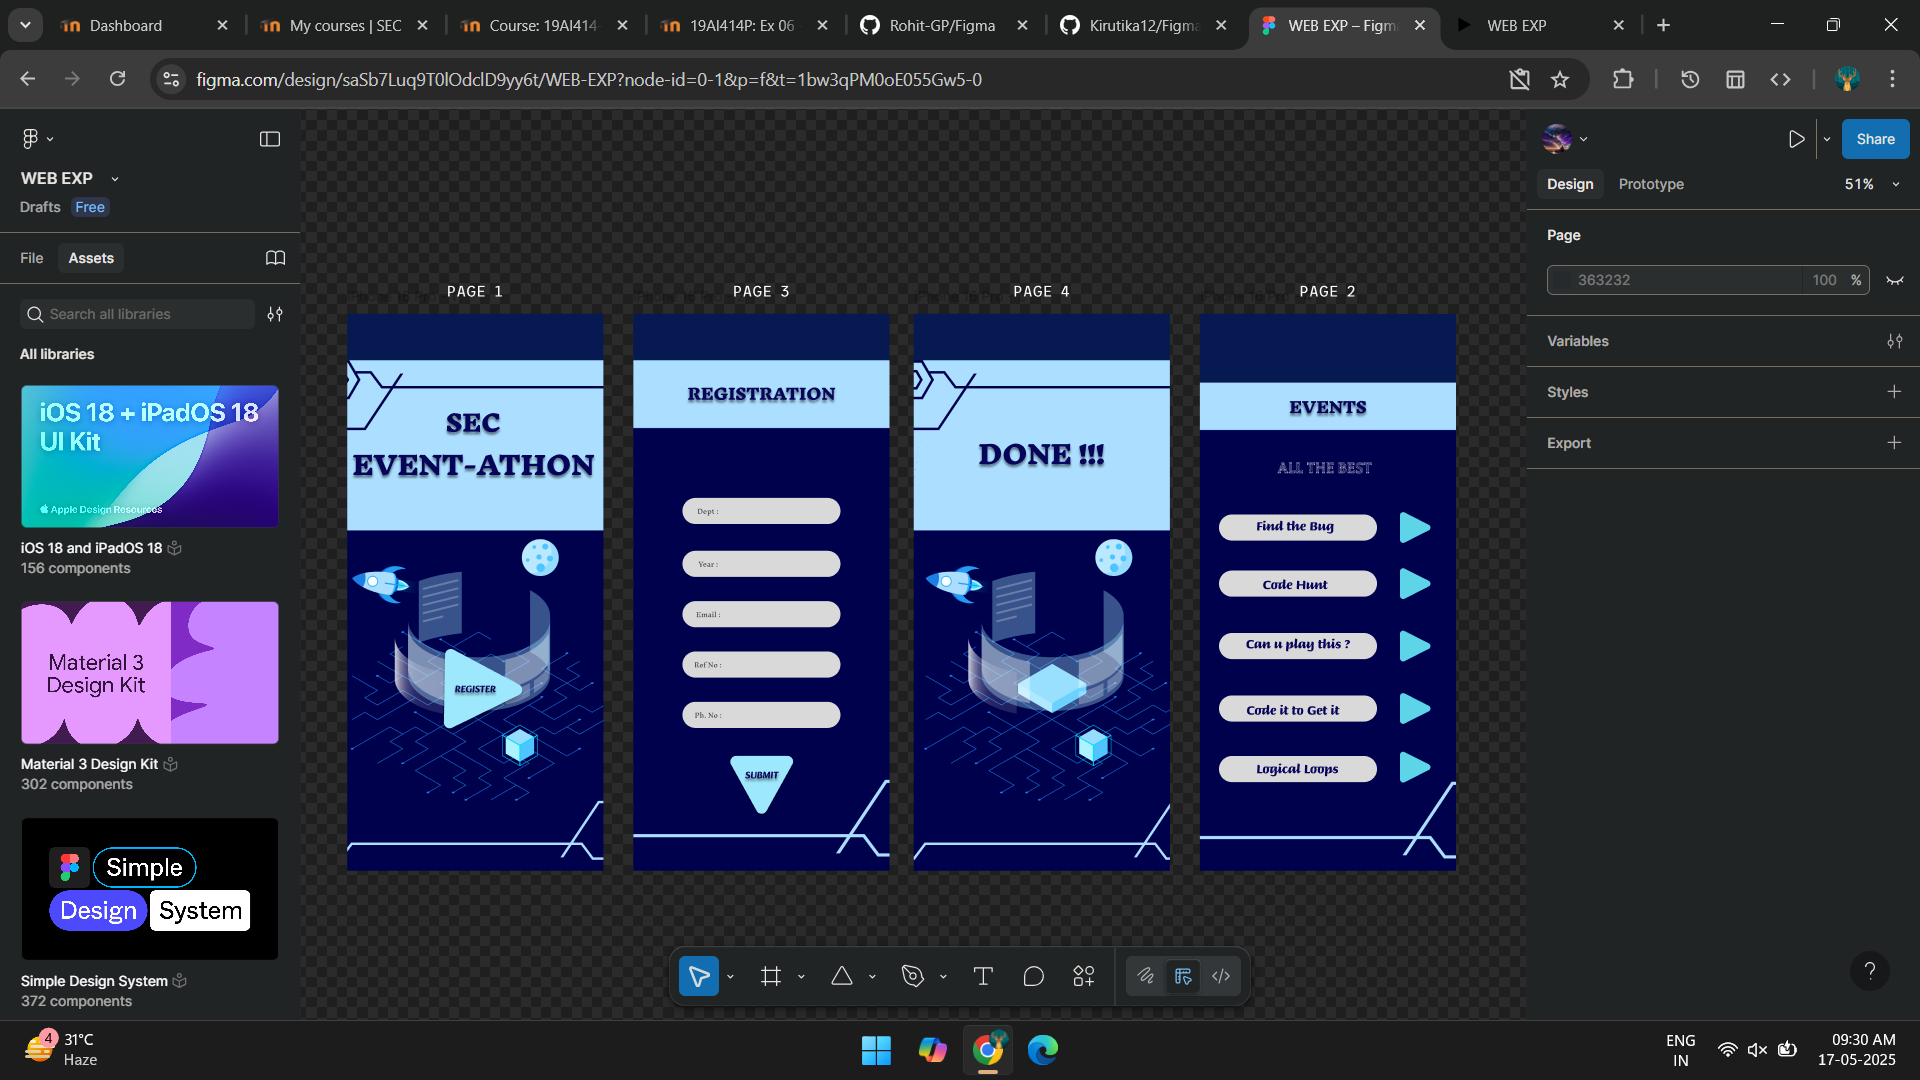 Dashboard
My courses | SEC
Course: 19AI414
19AI414P: Ex 06
Rohit-GP/Figma
Kirutika12/Figma
WEB EXP – Figm
WEB EXP
figma.com/design/saSb7Luq9T0lOdclD9yy6t/WEB-EXP?node-id=0-1&p=f&t=1bw3qPM0oE055Gw5-0
WEB EXP
Drafts Free
File Assets
Search all libraries
All libraries
iOS 18 + iPadOS 18
UI Kit
Apple Design Resources
iOS 18 and iPadOS 18
156 components
Material 3
Design Kit
Material 3 Design Kit
302 components
Simple
Design System
Simple Design System
372 components
PAGE 1
SEC
EVENT-ATHON
REGISTER
PAGE 3
REGISTRATION
Dept :
Year :
Email :
Ref No :
Ph. No :
SUBMIT
PAGE 4
DONE !!!
PAGE 2
EVENTS
ALL THE BEST
Find the Bug
Code Hunt
Can u play this ?
Code it to Get it
Logical Loops
Share
Design Prototype 51%
Page
363232 100 %
Variables
Styles
Export
?
4
31°C
Haze
ENG
IN
09:30 AM
17-05-2025